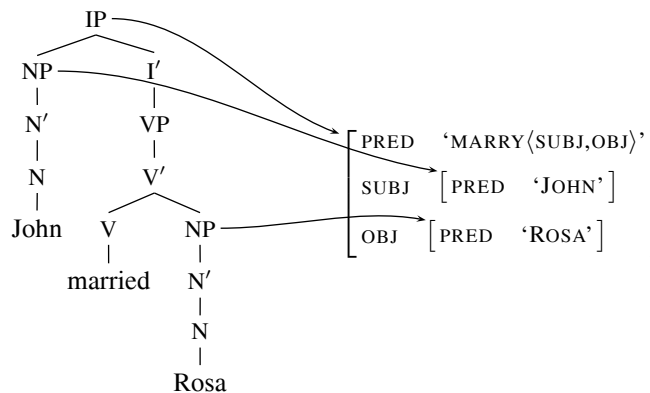 IP
NP I′
N′ VP
PRED ‘MARRY⟨SUBJ,OBJ⟩’
N V′
SUBJ [PRED ‘JOHN’]
John V NP
OBJ [PRED ‘ROSA’]
married N′
N
Rosa